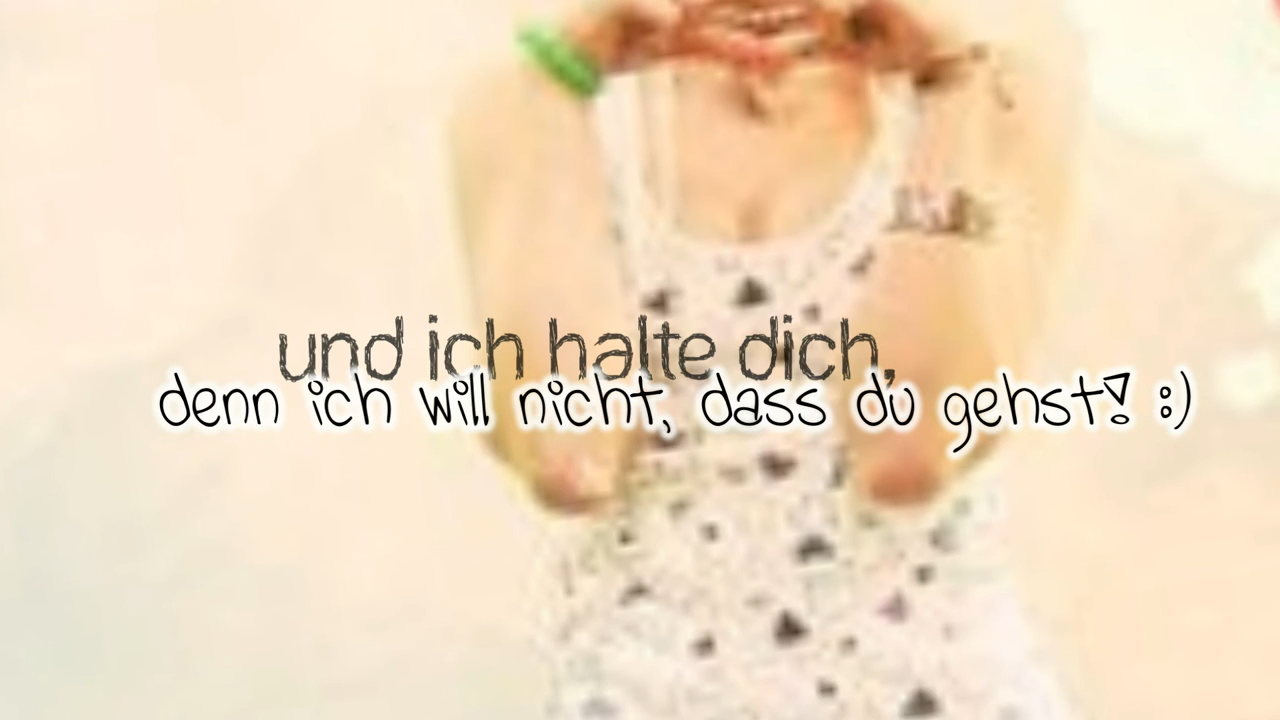 und ich halte dich,
denn ich will nicht, dass du gehst! :)